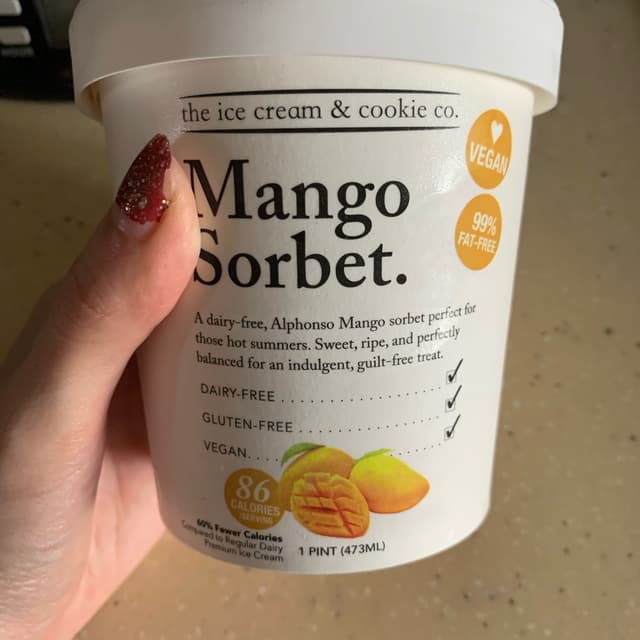 the ice cream & cookie co.
VEGAN
Mango
99%
FAT-FREE
Sorbet.
A dairy-free, Alphonso Mango sorbet perfect for
those hot summers. Sweet, ripe, and perfectly
balanced for an indulgent, guilt-free treat.
DAIRY-FREE
GLUTEN-FREE
VEGAN
86
CALORIES
/SERVING
60% Fewer Calories
Compared to Regular Dairy
Premium Ice Cream
1 PINT (473ML)